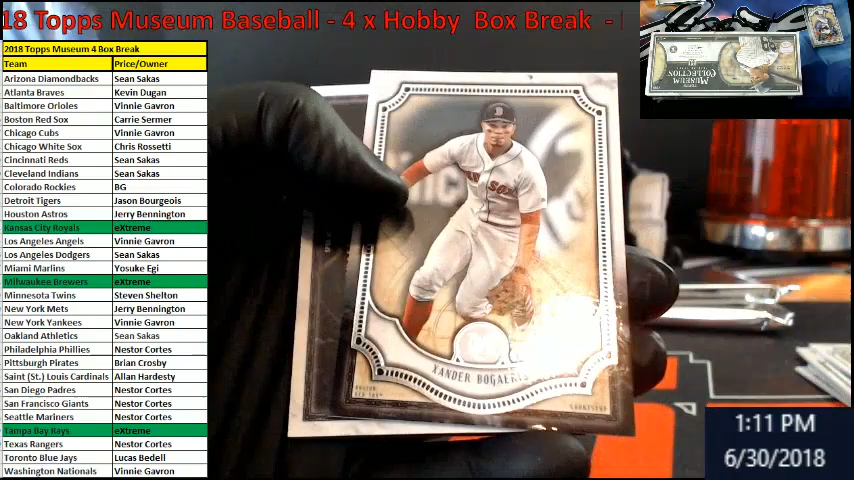 18 Topps Museum Baseball - 4 x Hobby Box Break -
2018 Topps Museum 4 Box Break
Team Price/Owner
Arizona Diamondbacks Sean Sakas
Atlanta Braves Kevin Dugan
Baltimore Orioles Vinnie Gavron
Boston Red Sox Carrie Sermer
Chicago Cubs Vinnie Gavron
Chicago White Sox Chris Rossetti
Cincinnati Reds Sean Sakas
Cleveland Indians Sean Sakas
Colorado Rockies BG
Detroit Tigers Jason Bourgeois
Houston Astros Jerry Bennington
Kansas City Royals eXtreme
Los Angeles Angels Vinnie Gavron
Los Angeles Dodgers Sean Sakas
Miami Marlins Yosuke Egi
Milwaukee Brewers eXtreme
Minnesota Twins Steven Shelton
New York Mets Jerry Bennington
New York Yankees Vinnie Gavron
Oakland Athletics Sean Sakas
Philadelphia Phillies Nestor Cortes
Pittsburgh Pirates Brian Crosby
Saint (St.) Louis Cardinals Allan Hardesty
San Diego Padres Nestor Cortes
San Francisco Giants Nestor Cortes
Seattle Mariners Nestor Cortes
Tampa Bay Rays eXtreme
Texas Rangers Nestor Cortes
Toronto Blue Jays Lucas Bedell
Washington Nationals Vinnie Gavron
XANDER BOGAERTS
BOSTON
RED SOX
SHORTSTOP
MUSEUM
COLLECTION
1:11 PM
6/30/2018